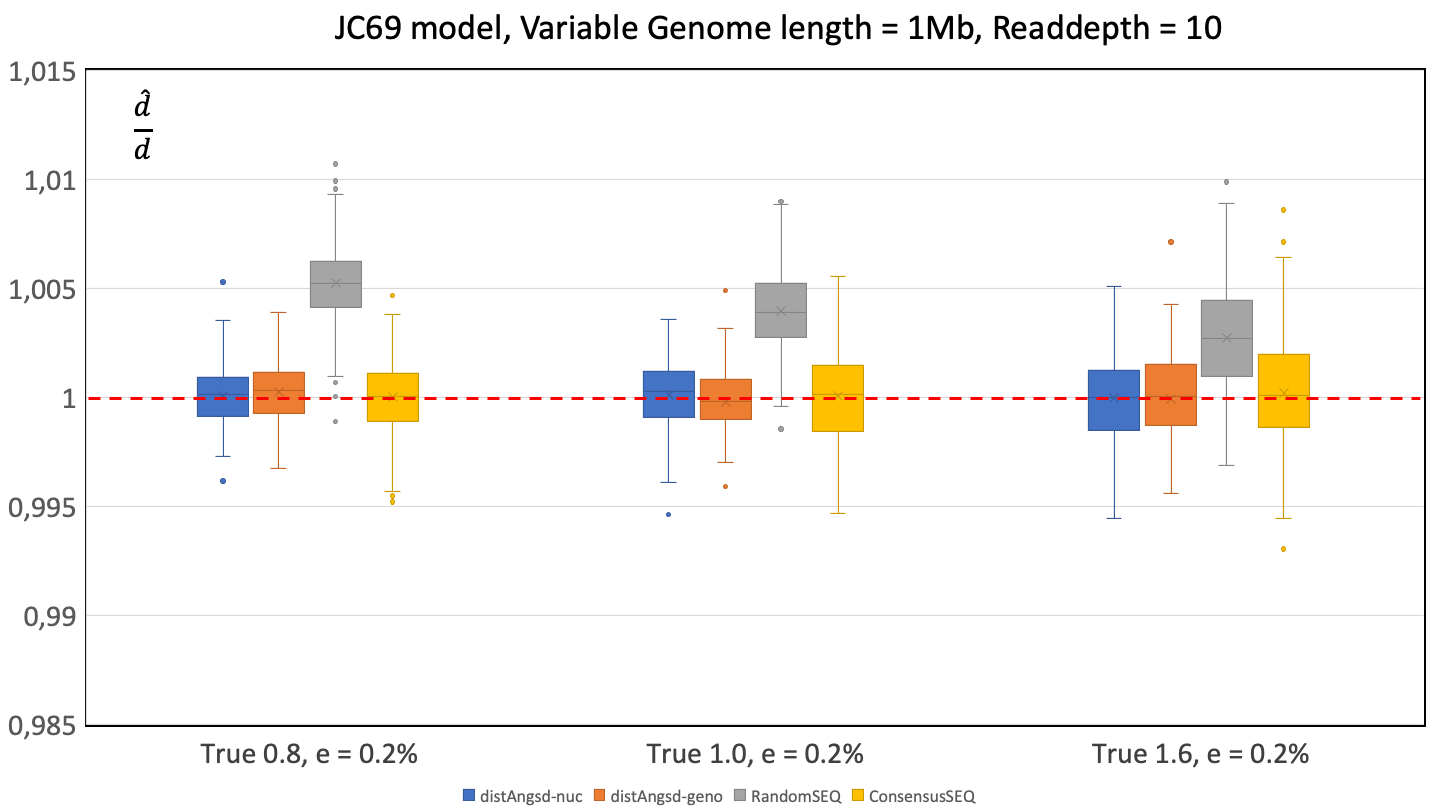 JC69 model, Variable Genome length = 1Mb, Readdepth = 10
1,015
d̂
d
1,01
1,005
1
0,995
0,99
0,985
True 0.8, e = 0.2% True 1.0, e = 0.2% True 1.6, e = 0.2%
distAngsd-nuc distAngsd-geno RandomSEQ ConsensusSEQ